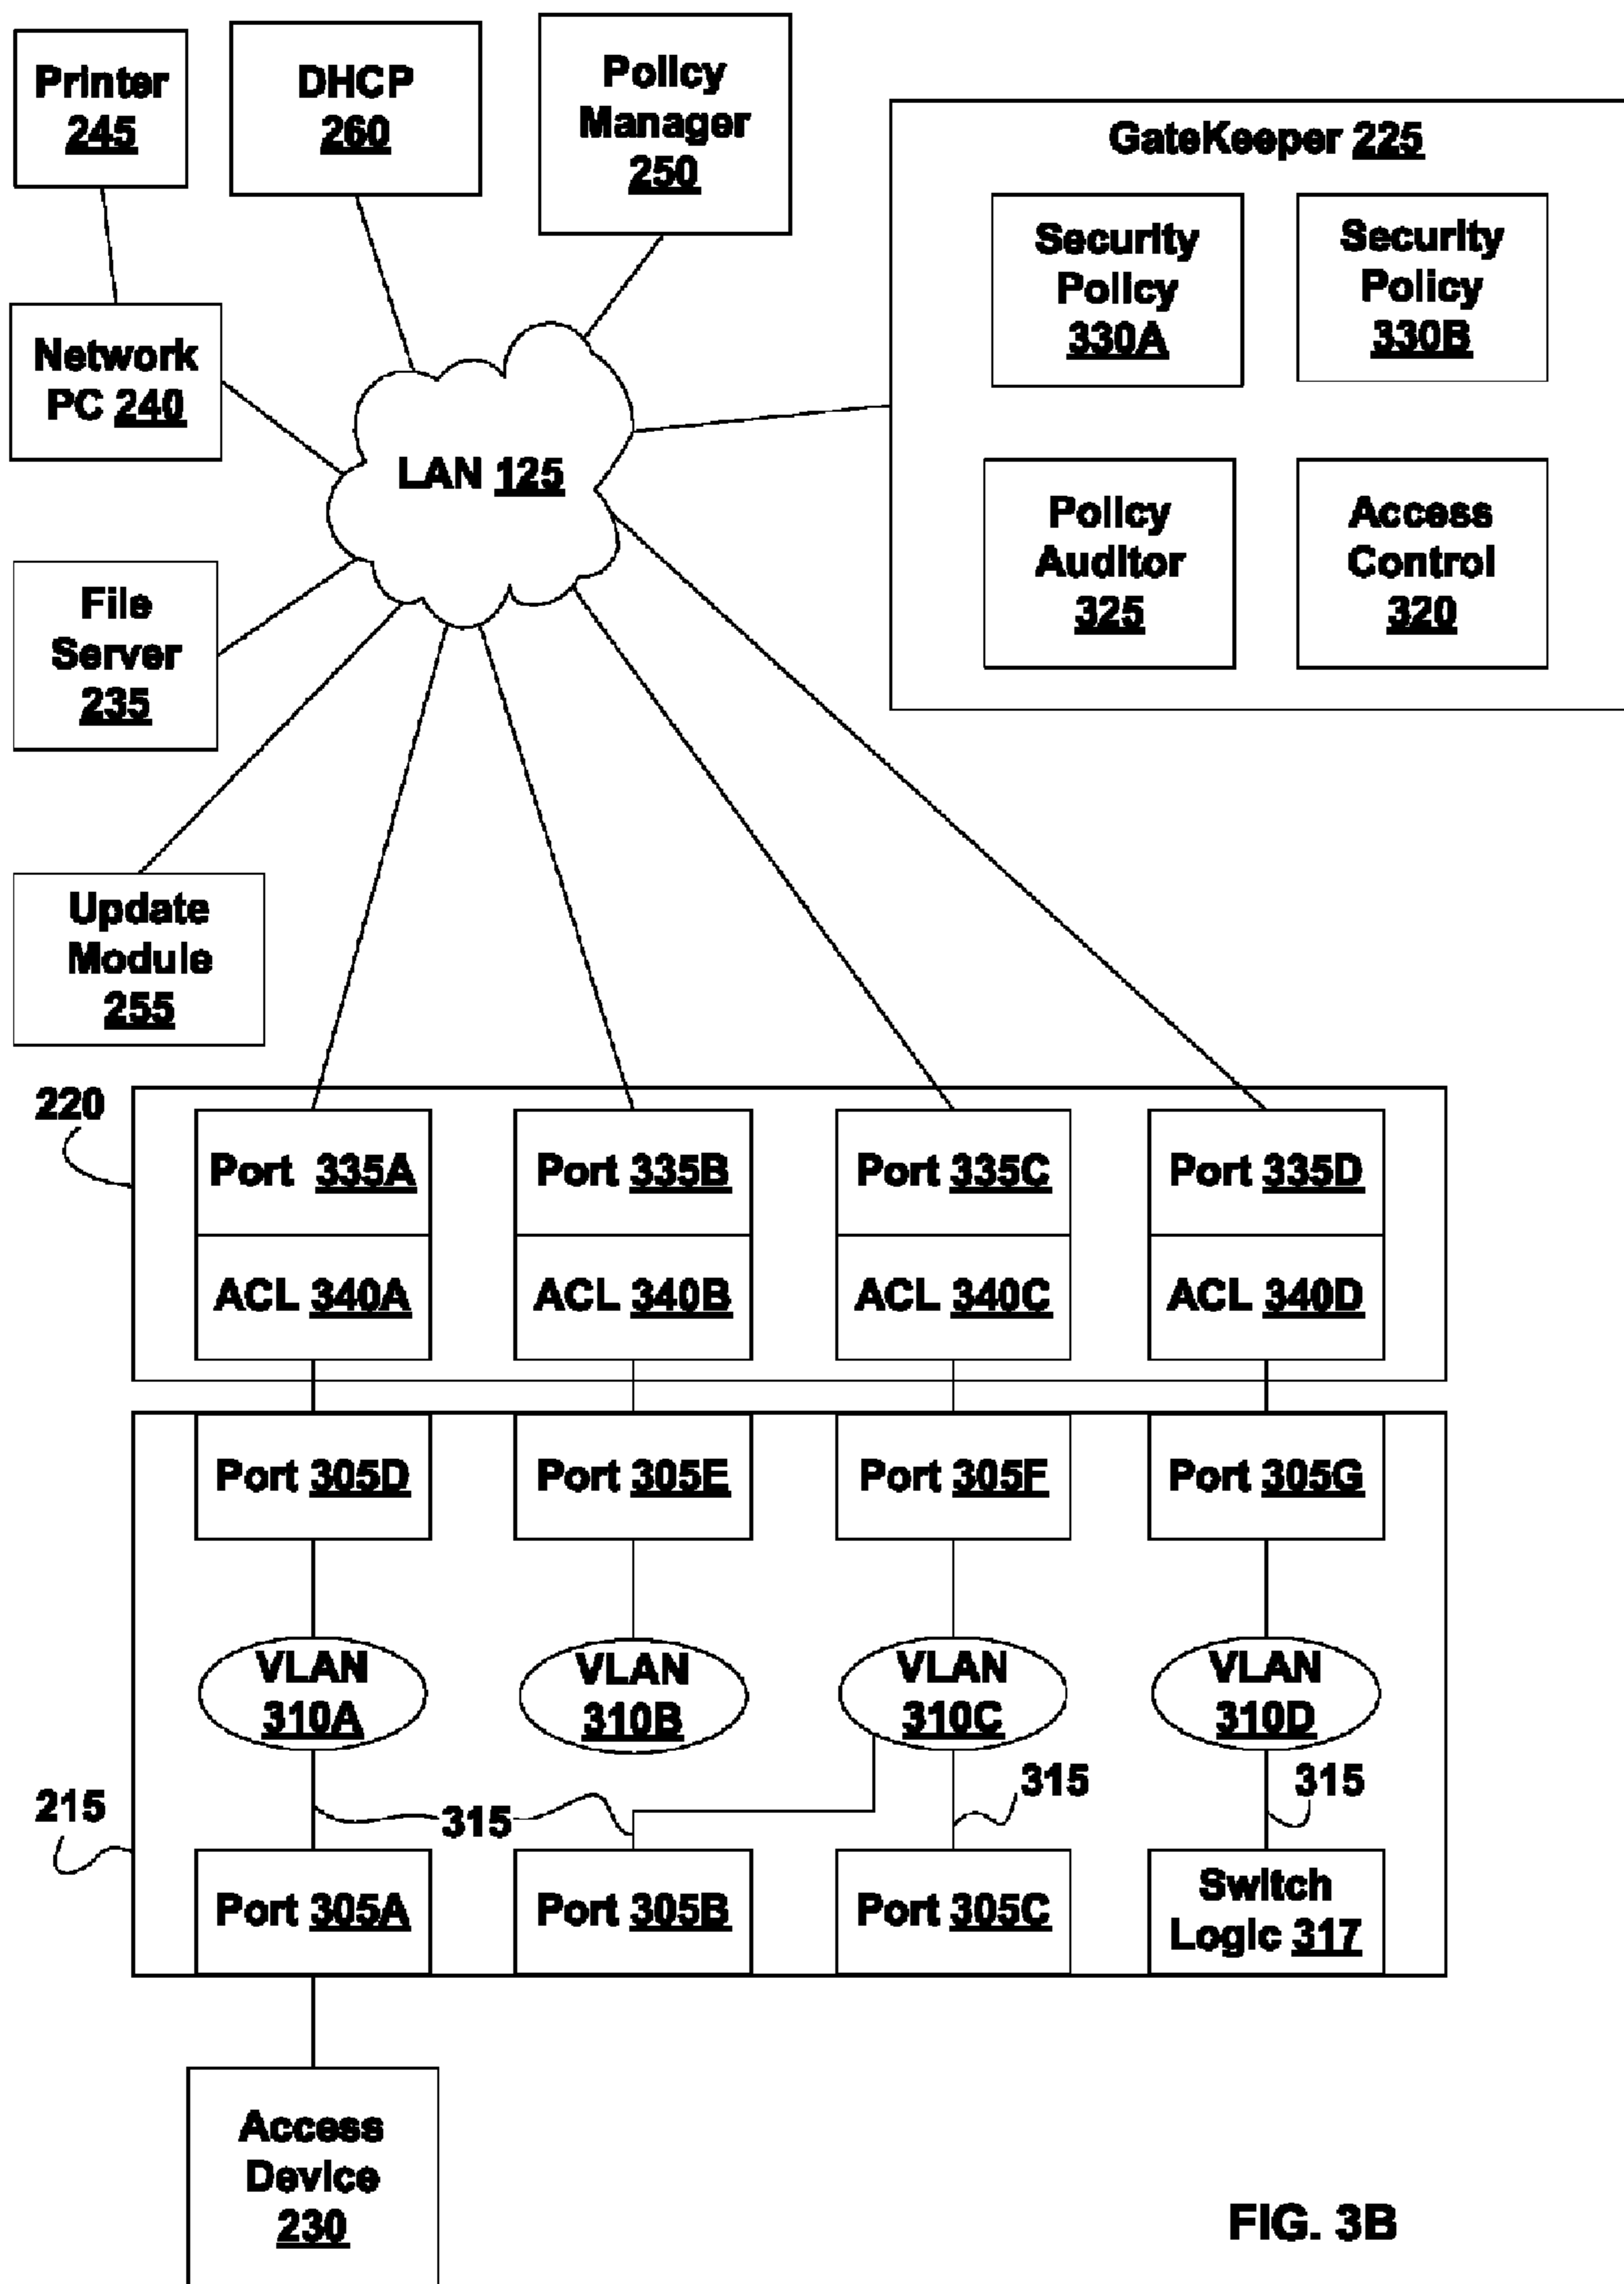 Printer
245
DHCP
260
Policy
Manager
250
GateKeeper 225
Security
Policy
330A
Security
Policy
330B
Network
PC 240
LAN 125
Policy
Auditor
325
Access
Control
320
File
Server
235
Update
Module
255
220
Port 335A
Port 335B
Port 335C
Port 335D
ACL 340A
ACL 340B
ACL 340C
ACL 340D
Port 305D
Port 305E
Port 305F
Port 305G
VLAN
310A
VLAN
310B
VLAN
310C
VLAN
310D
215
315
315
315
Port 305A
Port 305B
Port 305C
Switch
Logic 317
Access
Device
230
FIG. 3B